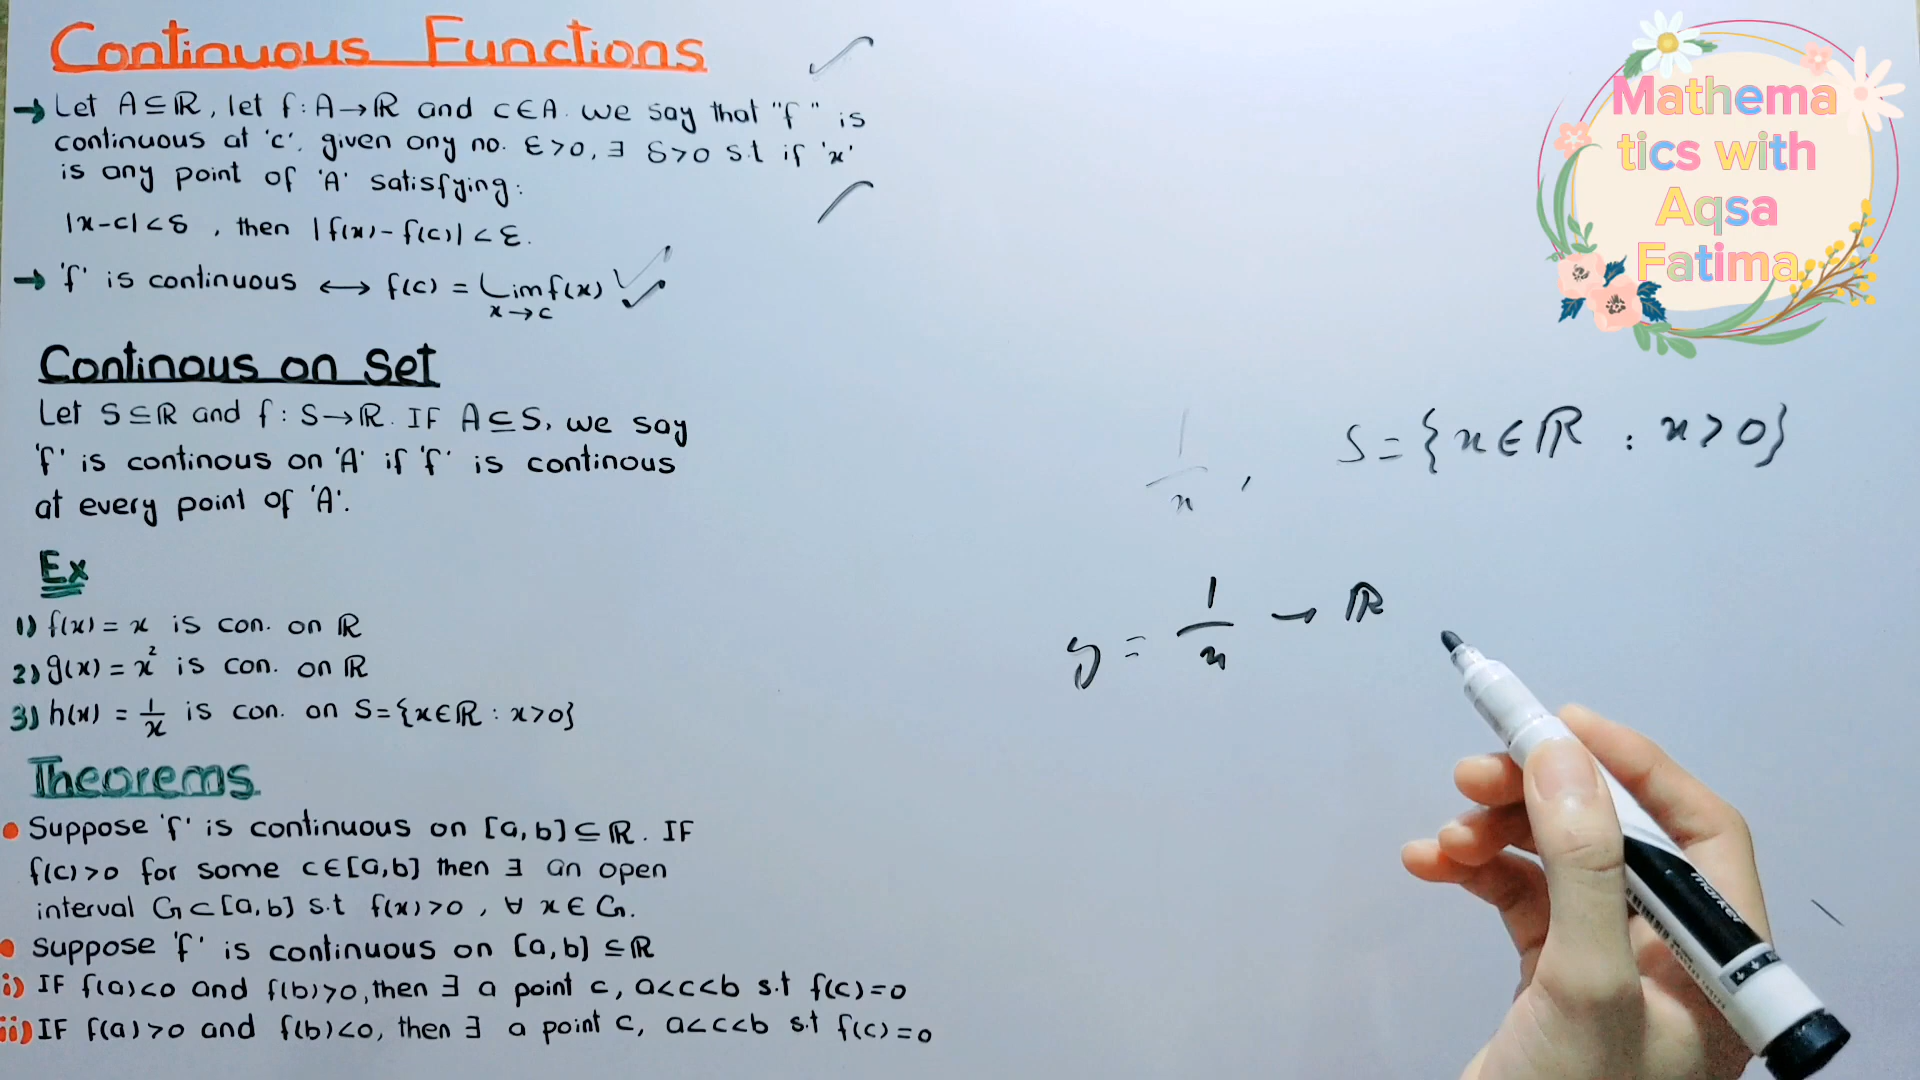 Continuous Functions
→ Let A⊆ℝ, let f:A→ℝ and c∈A. we say that "f" is
continuous at 'c'. given any no. ε>0, ∃ δ>0 s.t if 'x'
is any point of 'A' satisfying:
|x-c|<δ , then |f(x)-f(c)|<ε.
→ 'f' is continuous ⟷ f(c) = Lim f(x)
x→c
Continous on Set
Let S⊆ℝ and f: S→ℝ. IF A⊆S, we say
'f' is continous on 'A' if 'f' is continous
at every point of 'A'.
Ex
1) f(x) = x is con. on ℝ
2) g(x) = x² is con. on ℝ
3) h(x) = 1/x is con. on S={x∈ℝ : x>0}
Theorems
• Suppose 'f' is continuous on [a,b]⊆ℝ. IF
f(c)>0 for some c∈[a,b] then ∃ an open
interval G⊂[a,b] s.t f(x)>0, ∀ x∈G.
• Suppose 'f' is continuous on [a,b]⊆ℝ
i) IF f(a)<0 and f(b)>0, then ∃ a point c, a<c<b s.t f(c)=0
ii) IF f(a)>0 and f(b)<0, then ∃ a point c, a<c<b s.t f(c)=0
Mathema
tics with
Aqsa
Fatima
1/x , S={x∈ℝ : x>0}
y = 1/x → ℝ
marker